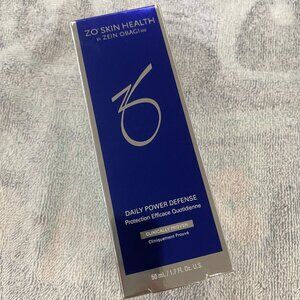 ZO SKIN HEALTH
BY ZEIN OBAGI MD
DAILY POWER DEFENSE
Protection Efficace Quotidienne
CLINICALLY PROVEN
Cliniquement Prouvé
50 mL / 1.7 Fl. Oz. U.S.